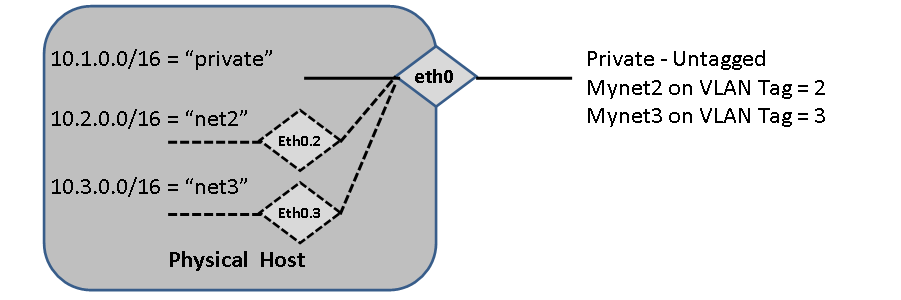 10.1.0.0/16 = “private”
eth0
Private - Untagged
Mynet2 on VLAN Tag = 2
Mynet3 on VLAN Tag = 3
10.2.0.0/16 = “net2”
Eth0.2
10.3.0.0/16 = “net3”
Eth0.3
Physical Host